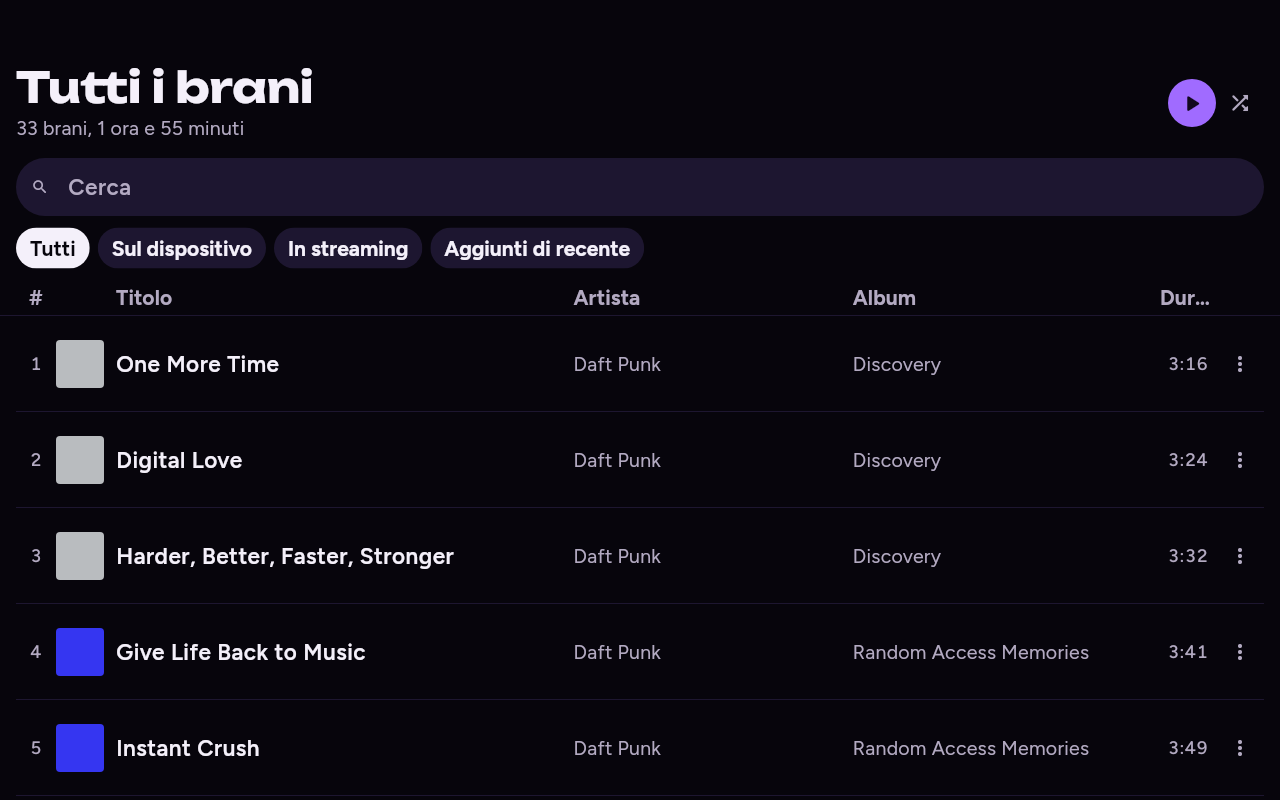 Tutti i brani
33 brani, 1 ora e 55 minuti
Cerca
Tutti Sul dispositivo In streaming Aggiunti di recente
# Titolo Artista Album Dur...
1 One More Time Daft Punk Discovery 3:16
2 Digital Love Daft Punk Discovery 3:24
3 Harder, Better, Faster, Stronger Daft Punk Discovery 3:32
4 Give Life Back to Music Daft Punk Random Access Memories 3:41
5 Instant Crush Daft Punk Random Access Memories 3:49